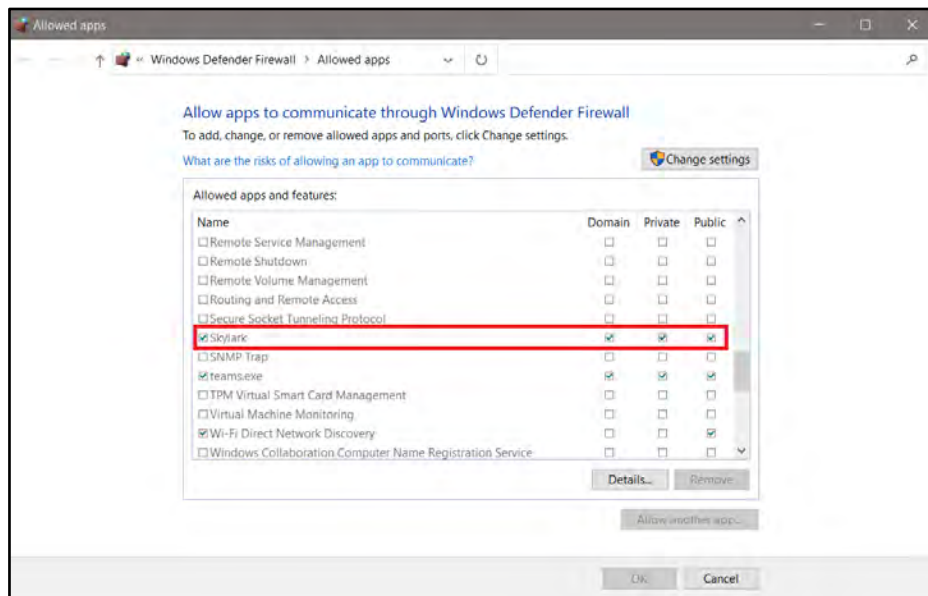 Allowed apps
« Windows Defender Firewall > Allowed apps
Allow apps to communicate through Windows Defender Firewall
To add, change, or remove allowed apps and ports, click Change settings.
What are the risks of allowing an app to communicate?
Change settings
Allowed apps and features:
Name Domain Private Public
Remote Service Management
Remote Shutdown
Remote Volume Management
Routing and Remote Access
Secure Socket Tunneling Protocol
Skylark
SNMP Trap
teams.exe
TPM Virtual Smart Card Management
Virtual Machine Monitoring
Wi-Fi Direct Network Discovery
Windows Collaboration Computer Name Registration Service
Details... Remove
Allow another app...
OK Cancel